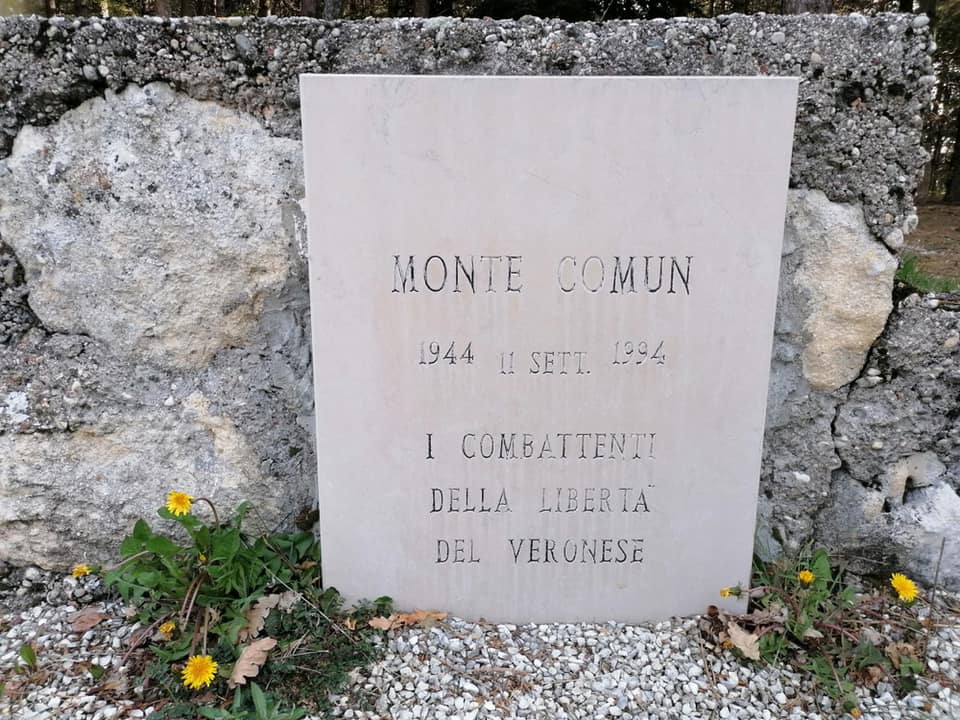 MONTE COMUN
1944 11 SETT. 1994
I COMBATTENTI
DELLA LIBERTA'
DEL VERONESE